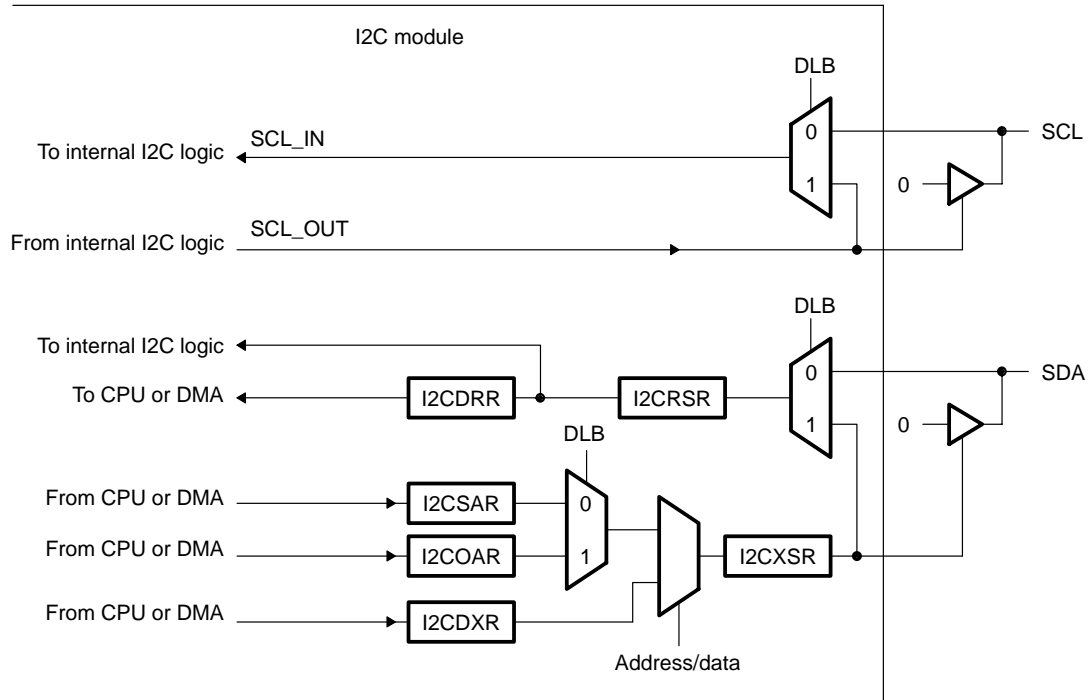 I2C module
DLB
0
SCL
SCL_IN
To internal I2C logic
1
0
SCL_OUT
From internal I2C logic
DLB
To internal I2C logic
0
SDA
To CPU or DMA
I2CDRR
I2CRSR
1
0
DLB
From CPU or DMA
I2CSAR
0
From CPU or DMA
I2COAR
1
I2CXSR
From CPU or DMA
I2CDXR
Address/data